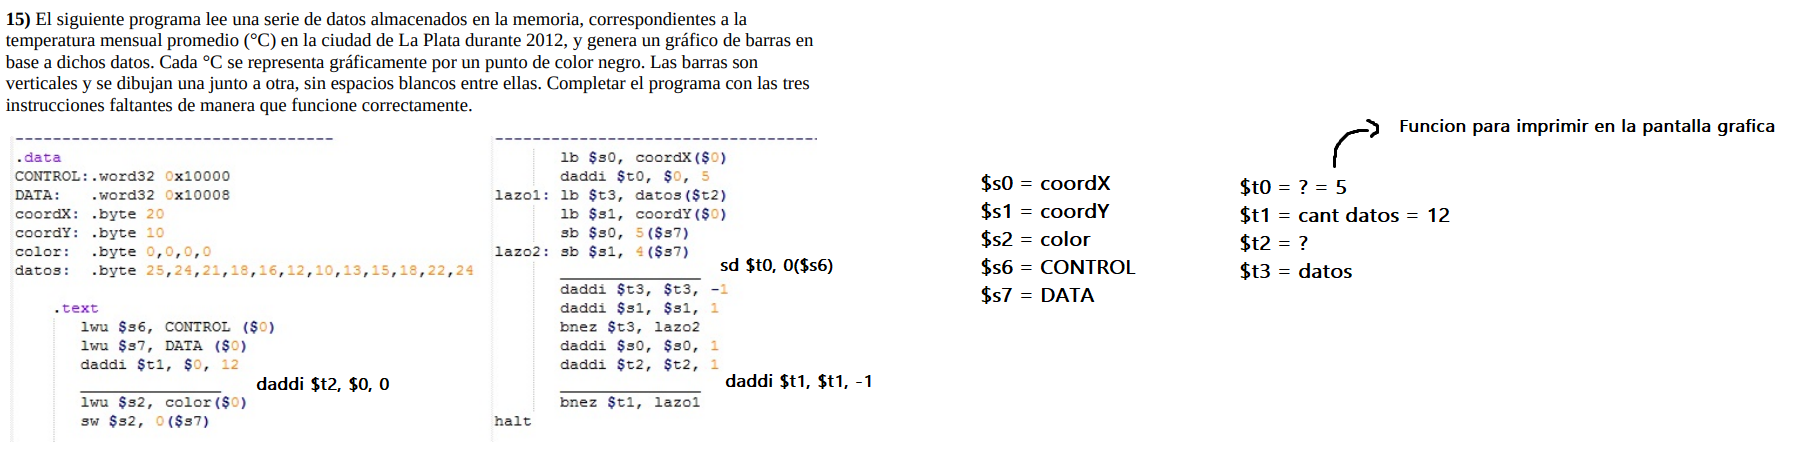 15) El siguiente programa lee una serie de datos almacenados en la memoria, correspondientes a la
temperatura mensual promedio (°C) en la ciudad de La Plata durante 2012, y genera un gráfico de barras en
base a dichos datos. Cada °C se representa gráficamente por un punto de color negro. Las barras son
verticales y se dibujan una junto a otra, sin espacios blancos entre ellas. Completar el programa con las tres
instrucciones faltantes de manera que funcione correctamente.
.data
CONTROL:.word32 0x10000
DATA: .word32 0x10008
coordX: .byte 20
coordY: .byte 10
color: .byte 0,0,0,0
datos: .byte 25,24,21,18,16,12,10,13,15,18,22,24
.text
lwu $s6, CONTROL ($0)
lwu $s7, DATA ($0)
daddi $t1, $0, 12
daddi $t2, $0, 0
lwu $s2, color($0)
sw $s2, 0($s7)
lb $s0, coordX($0)
daddi $t0, $0, 5
lazo1: lb $t3, datos($t2)
lb $s1, coordY($0)
sb $s0, 5($s7)
lazo2: sb $s1, 4($s7)
sd $t0, 0($s6)
daddi $t3, $t3, -1
daddi $s1, $s1, 1
bnez $t3, lazo2
daddi $s0, $s0, 1
daddi $t2, $t2, 1
daddi $t1, $t1, -1
bnez $t1, lazo1
halt
$s0 = coordX
$s1 = coordY
$s2 = color
$s6 = CONTROL
$s7 = DATA
Funcion para imprimir en la pantalla grafica
$t0 = ? = 5
$t1 = cant datos = 12
$t2 = ?
$t3 = datos